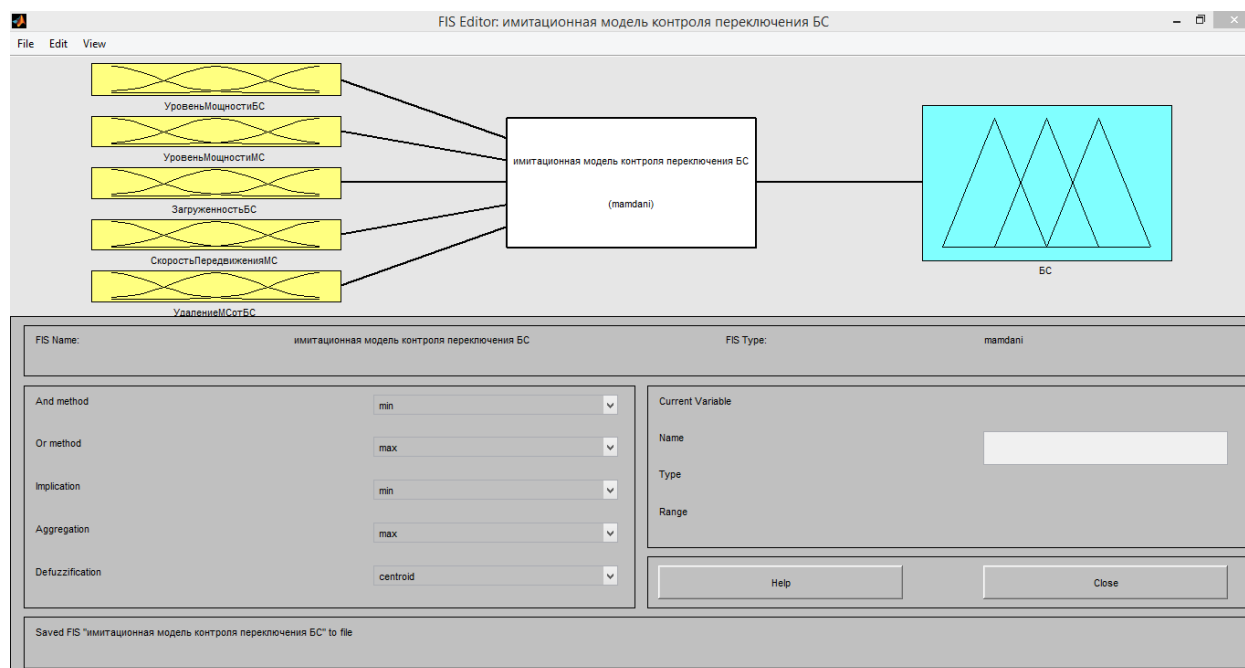 FIS Editor: имитационная модель контроля переключения БС
File Edit View
УровеньМощностиБС
УровеньМощностиМС
ЗагруженностьБС
СкоростьПередвиженияМС
УдалениеМСотБС
имитационная модель контроля переключения БС
(mamdani)
БС
FIS Name: имитационная модель контроля переключения БС FIS Type: mamdani
And method min
Or method max
Implication min
Aggregation max
Defuzzification centroid
Current Variable
Name
Type
Range
Help Close
Saved FIS "имитационная модель контроля переключения БС" to file